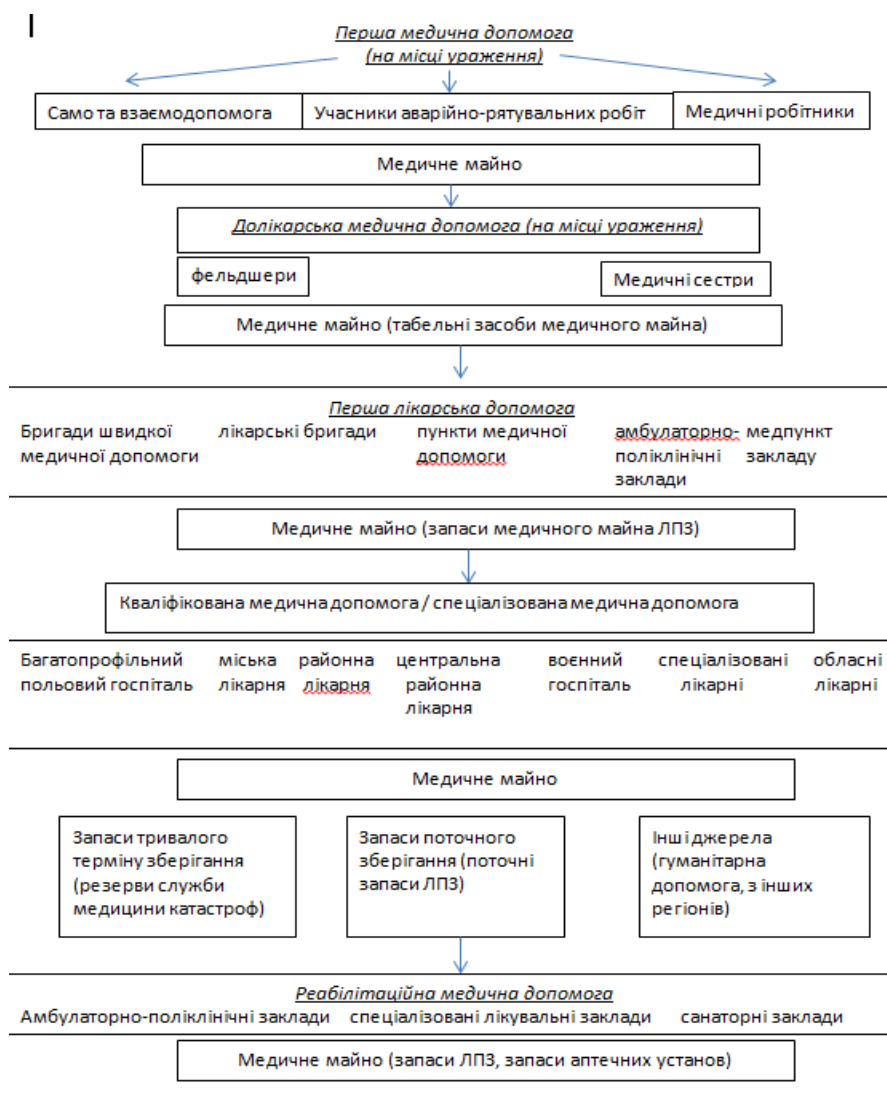 Перша медична допомога
(на місці ураження)
Само та взаємодопомога
Учасники аварійно-рятувальних робіт
Медичні робітники
Медичне майно
Долікарська медична допомога (на місці ураження)
фельдшери
Медичні сестри
Медичне майно (табельні засоби медичного майна)
Перша лікарська допомога
Бригади швидкої медичної допомоги
лікарські бригади
пункти медичної допомоги
амбулаторно-поліклінічні заклади
медпункт закладу
Медичне майно (запаси медичного майна ЛПЗ)
Кваліфікована медична допомога / спеціалізована медична допомога
Багатопрофільний польовий госпіталь
міська лікарня
районна лікарня
центральна районна лікарня
воєнний госпіталь
спеціалізовані лікарні
обласні лікарні
Медичне майно
Запаси тривалого
терміну зберігання
(резерви служби
медицини катастроф)
Запаси поточного
зберігання (поточні
запаси ЛПЗ)
Інші джерела
(гуманітарна
допомога, з інших
регіонів)
Реабілітаційна медична допомога
Амбулаторно-поліклінічні заклади спеціалізовані лікувальні заклади санаторні заклади
Медичне майно (запаси ЛПЗ, запаси аптечних установ)